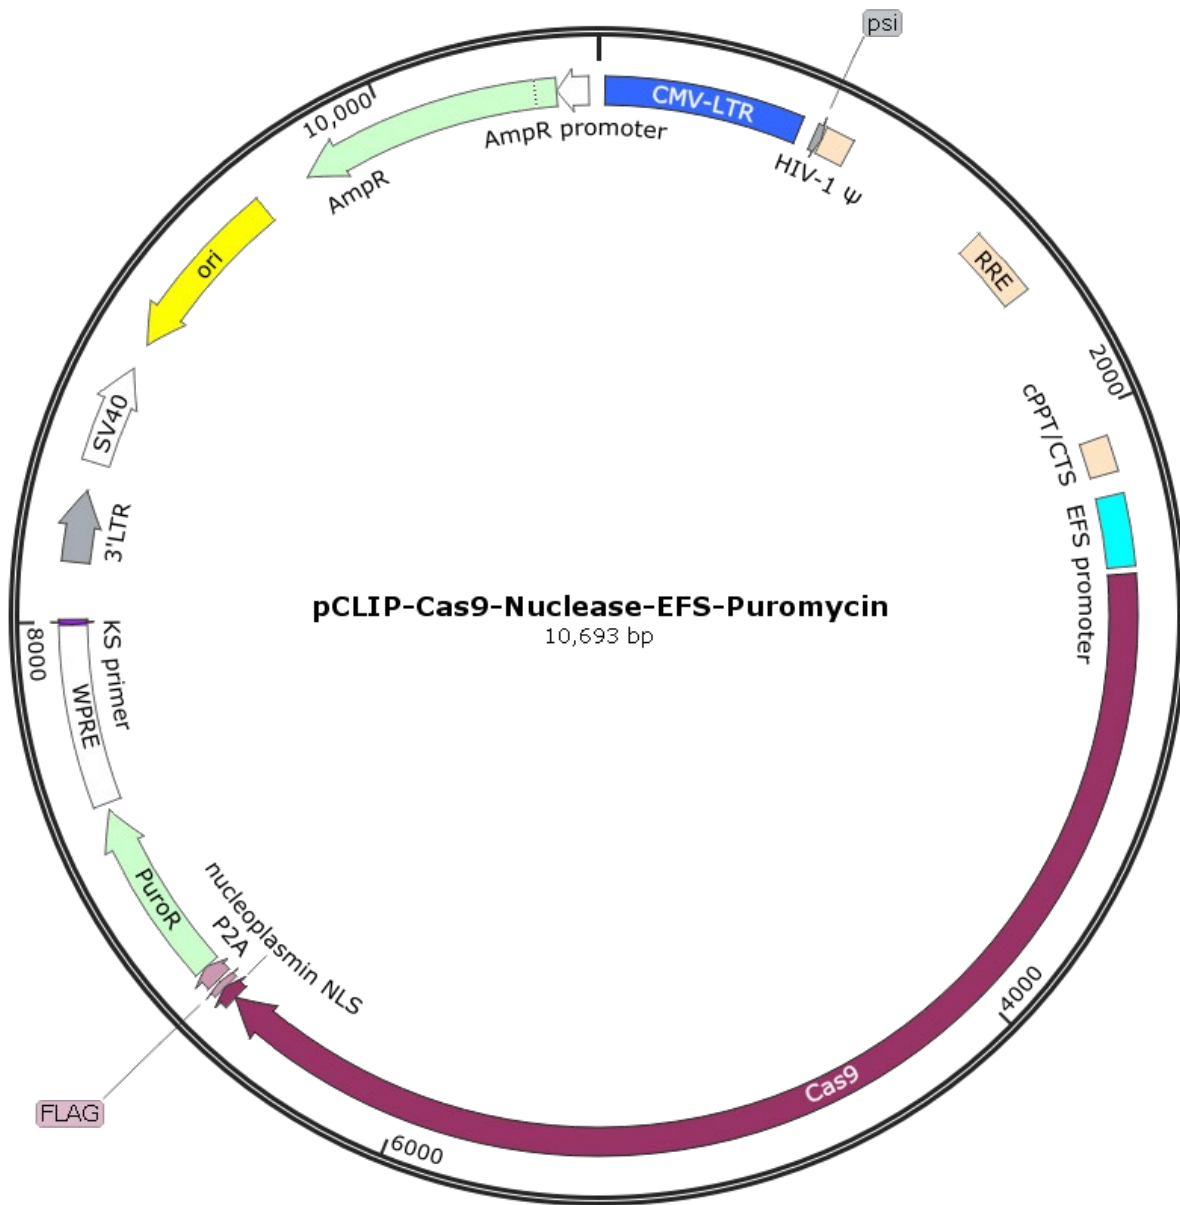 psi
CMV-LTR
10,000
AmpR promoter
HIV-1 Ψ
AmpR
ori
RRE
2000
SV40
cPPT/CTS
3'LTR
EFS promoter
pCLIP-Cas9-Nuclease-EFS-Puromycin
10,693 bp
8000
KS primer
WPRE
PuroR
P2A
nucleoplasmin NLS
4000
Cas9
FLAG
6000